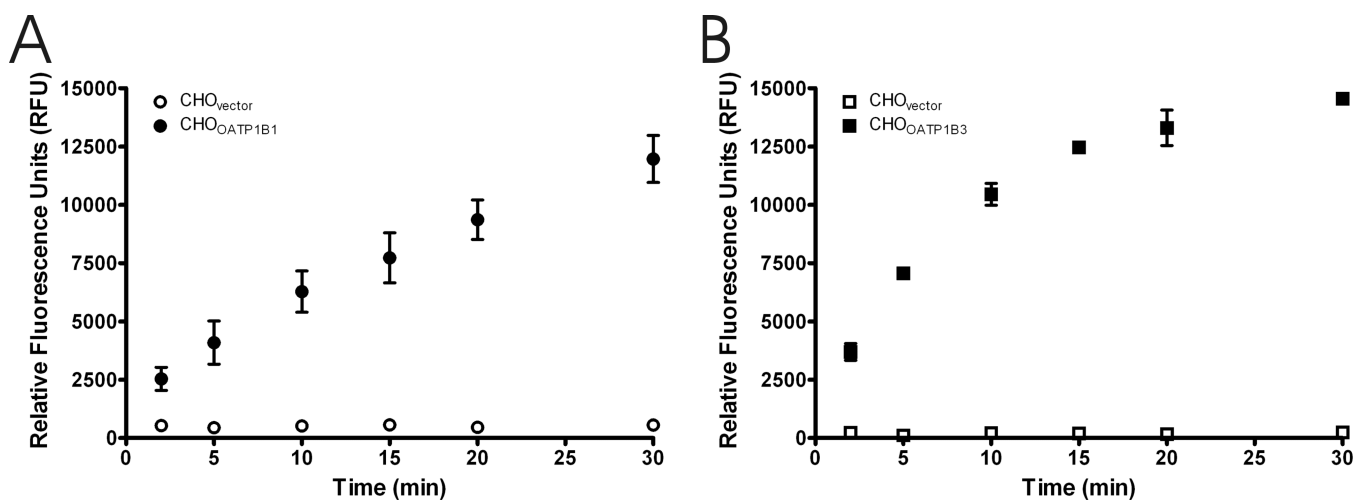 A
Relative Fluorescence Units (RFU)
15000
12500
10000
7500
5000
2500
0
CHOvector
CHOOATP1B1
0 5 10 15 20 25 30
Time (min)
B
Relative Fluorescence Units (RFU)
15000
12500
10000
7500
5000
2500
0
CHOvector
CHOOATP1B3
0 5 10 15 20 25 30
Time (min)